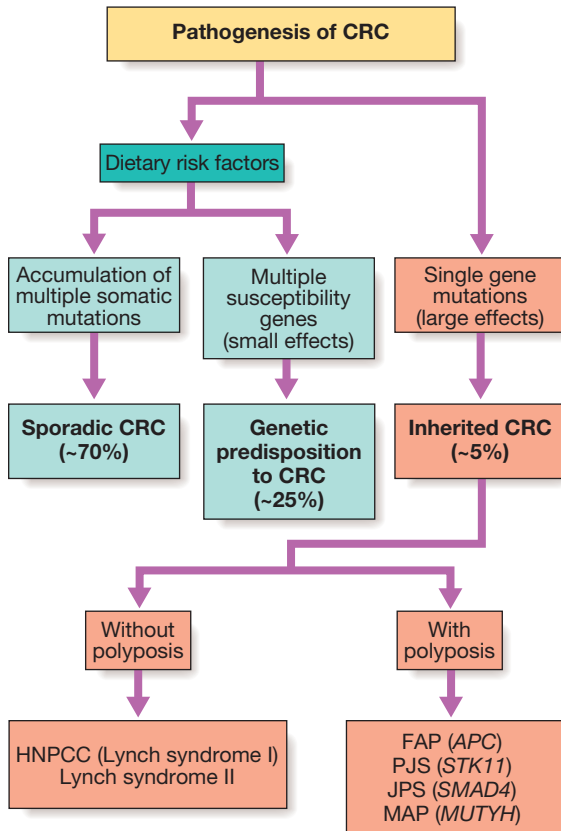 Pathogenesis of CRC
Dietary risk factors
Accumulation of
multiple somatic
mutations
Multiple
susceptibility
genes
(small effects)
Single gene
mutations
(large effects)
Sporadic CRC
(~70%)
Genetic
predisposition
to CRC
(~25%)
Inherited CRC
(~5%)
Without
polyposis
With
polyposis
HNPCC (Lynch syndrome I)
Lynch syndrome II
FAP (APC)
PJS (STK11)
JPS (SMAD4)
MAP (MUTYH)